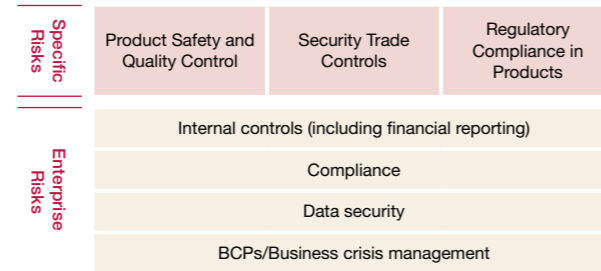 Specific
Risks
Product Safety and
Quality Control
Security Trade
Controls
Regulatory
Compliance in
Products
Enterprise
Risks
Internal controls (including financial reporting)
Compliance
Data security
BCPs/Business crisis management